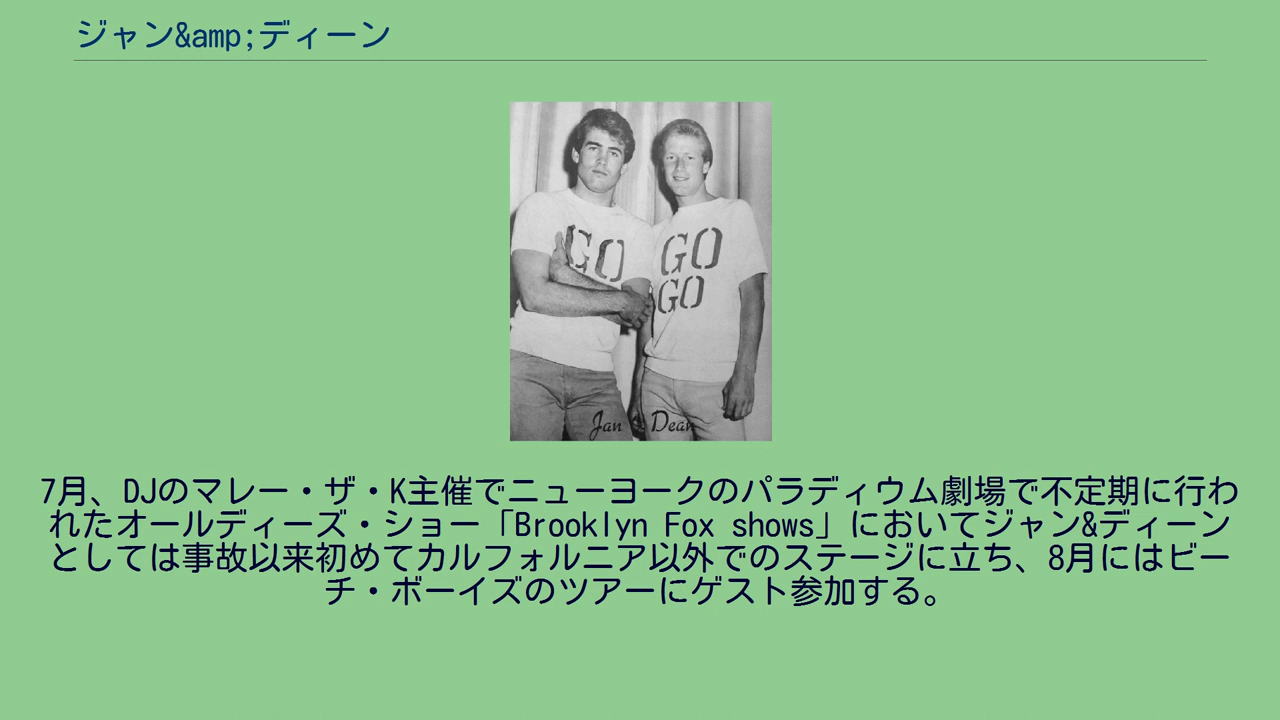 ジャン&amp;ディーン
GO
GO
GO
Jan & Dean
7月、DJのマレー・ザ・K主催でニューヨークのパラディウム劇場で不定期に行わ
れたオールディーズ・ショー「Brooklyn Fox shows」においてジャン&ディーン
としては事故以来初めてカルフォルニア以外でのステージに立ち、8月にはビー
チ・ボーイズのツアーにゲスト参加する。